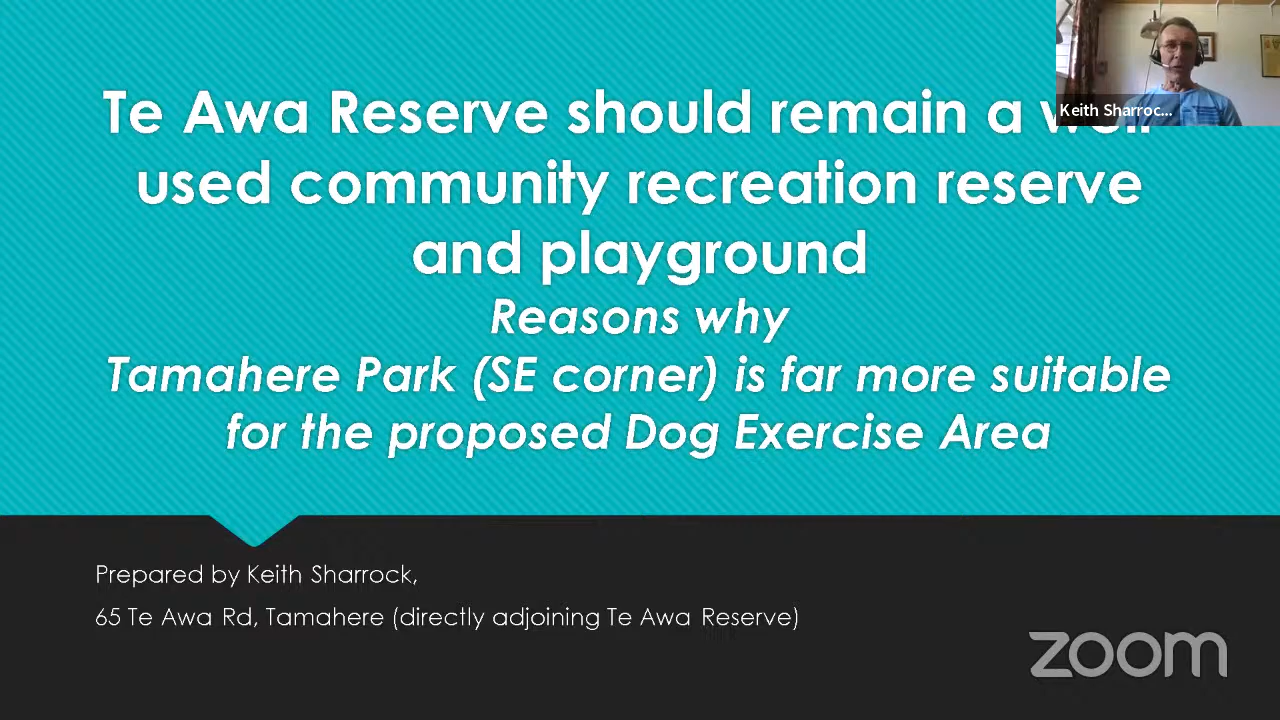 Te Awa Reserve should remain a well
used community recreation reserve
and playground
Reasons why
Tamahere Park (SE corner) is far more suitable
for the proposed Dog Exercise Area
Keith Sharroc...
Prepared by Keith Sharrock,
65 Te Awa Rd, Tamahere (directly adjoining Te Awa Reserve)
zoom